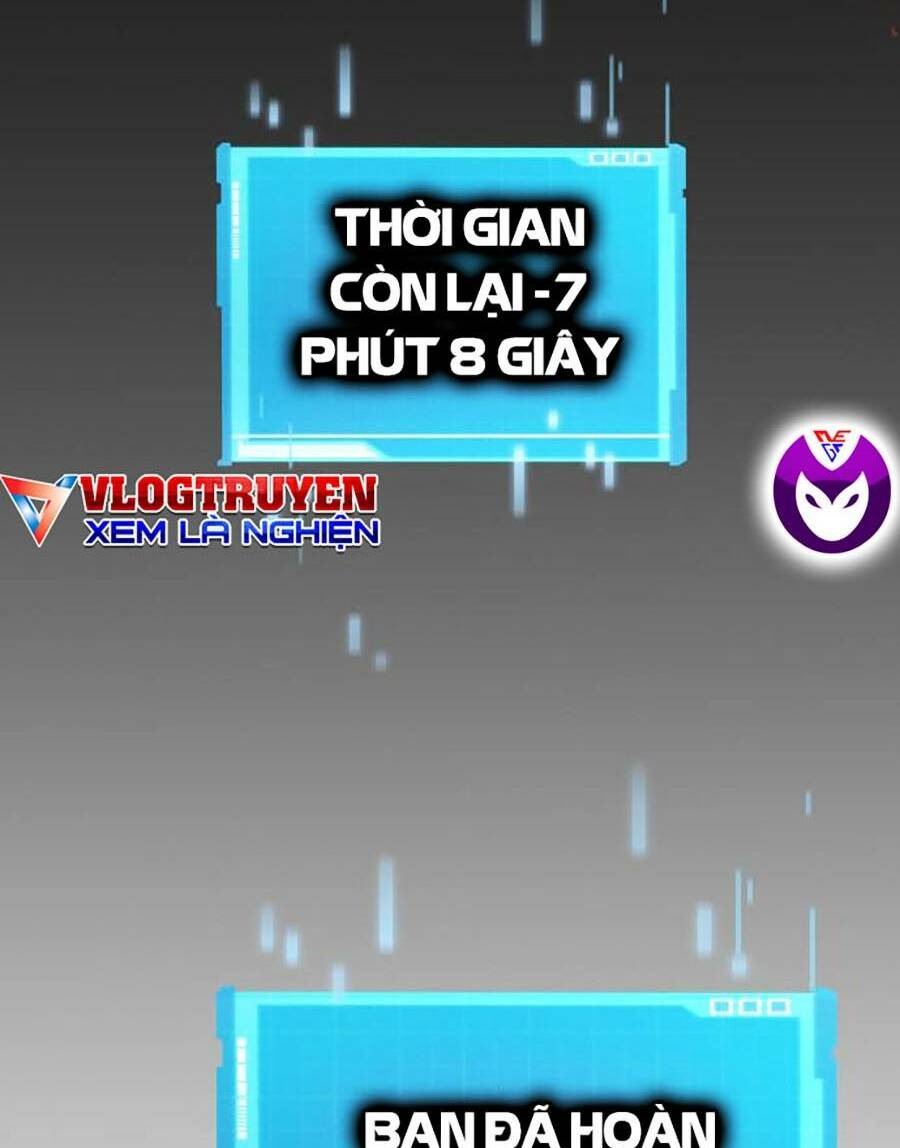 THỜI GIAN
CÒN LẠI -7
PHÚT 8 GIÂY
VLOGTRUYEN
XEM LÀ NGHIỆN
BẠN ĐÃ HOÀN